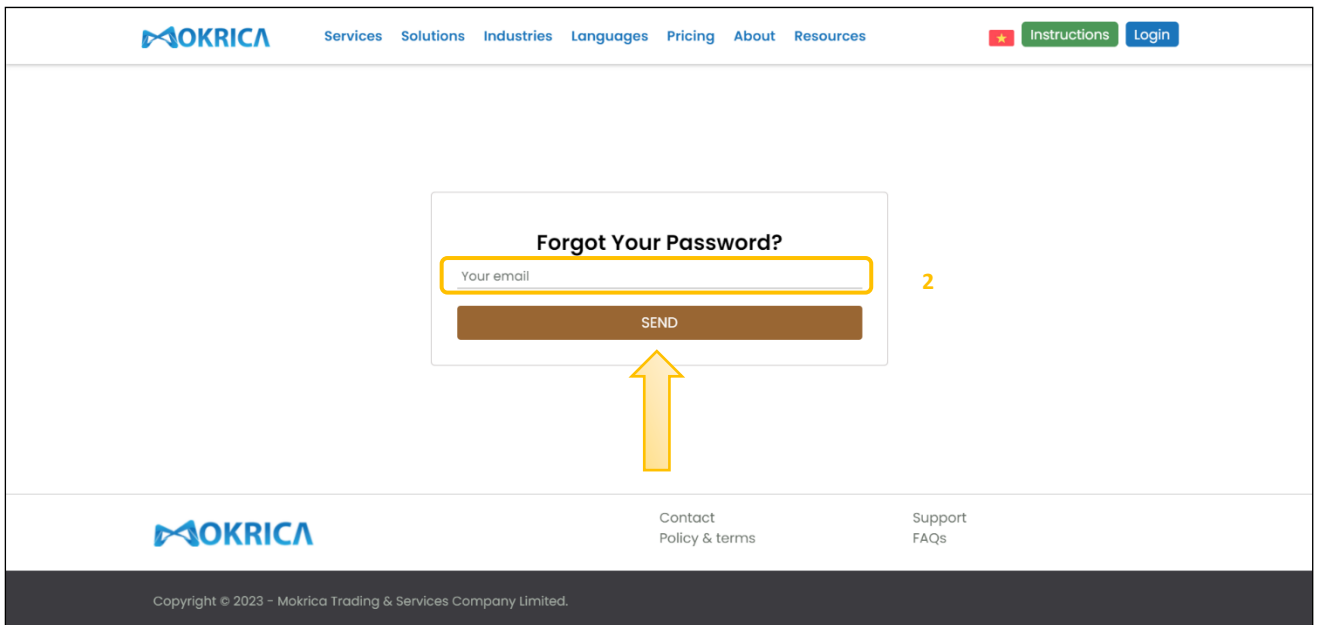 MOKRICA Services Solutions Industries Languages Pricing About Resources Instructions Login
Forgot Your Password?
Your email
2
SEND
MOKRICA
Contact Support
Policy & terms FAQs
Copyright © 2023 - Mokrica Trading & Services Company Limited.